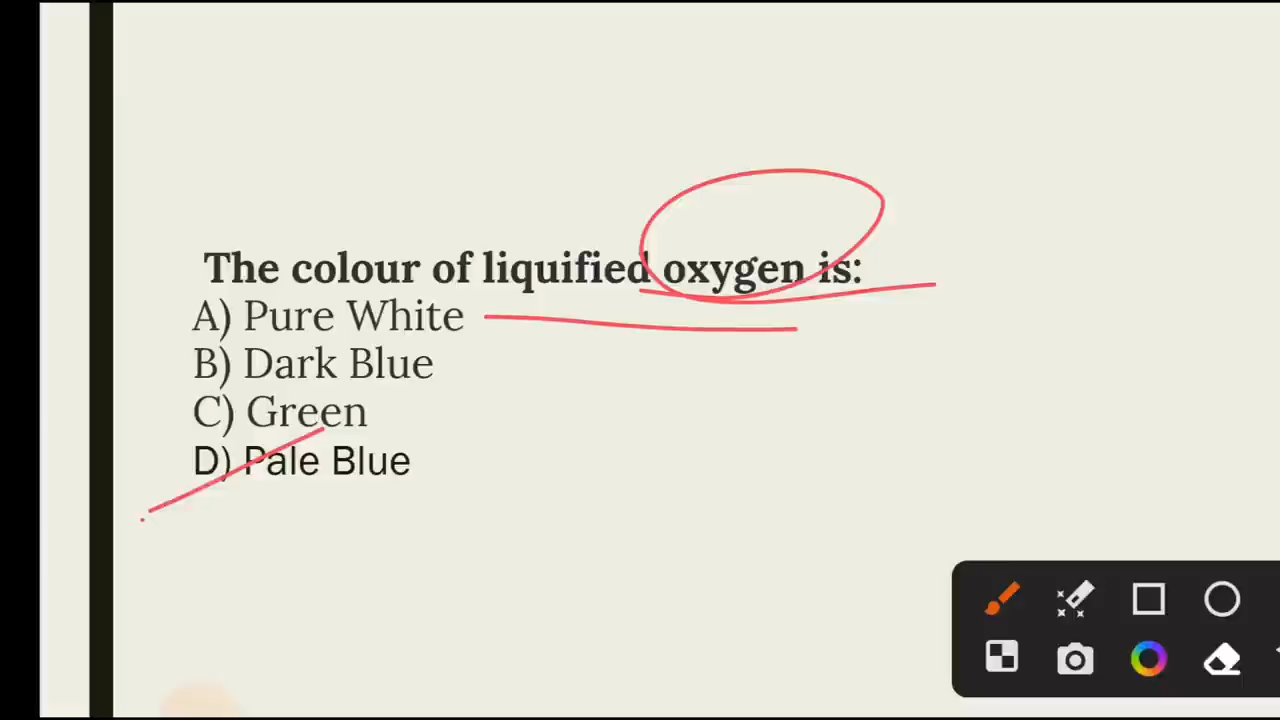 The colour of liquified oxygen is:
A) Pure White
B) Dark Blue
C) Green
D) Pale Blue